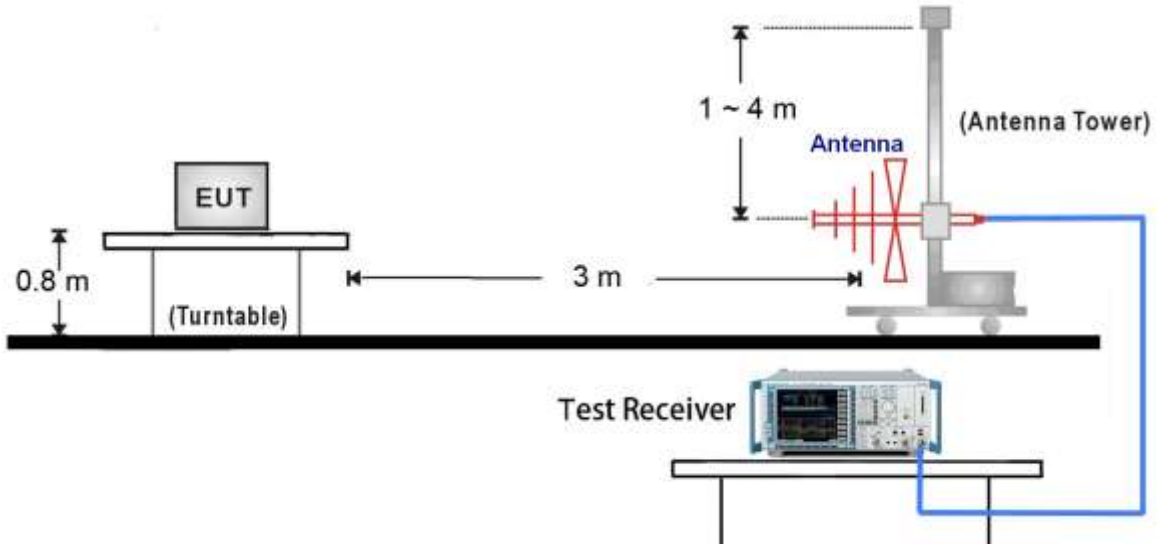 1 ~ 4 m
(Antenna Tower)
Antenna
EUT
0.8 m
3 m
(Turntable)
Test Receiver